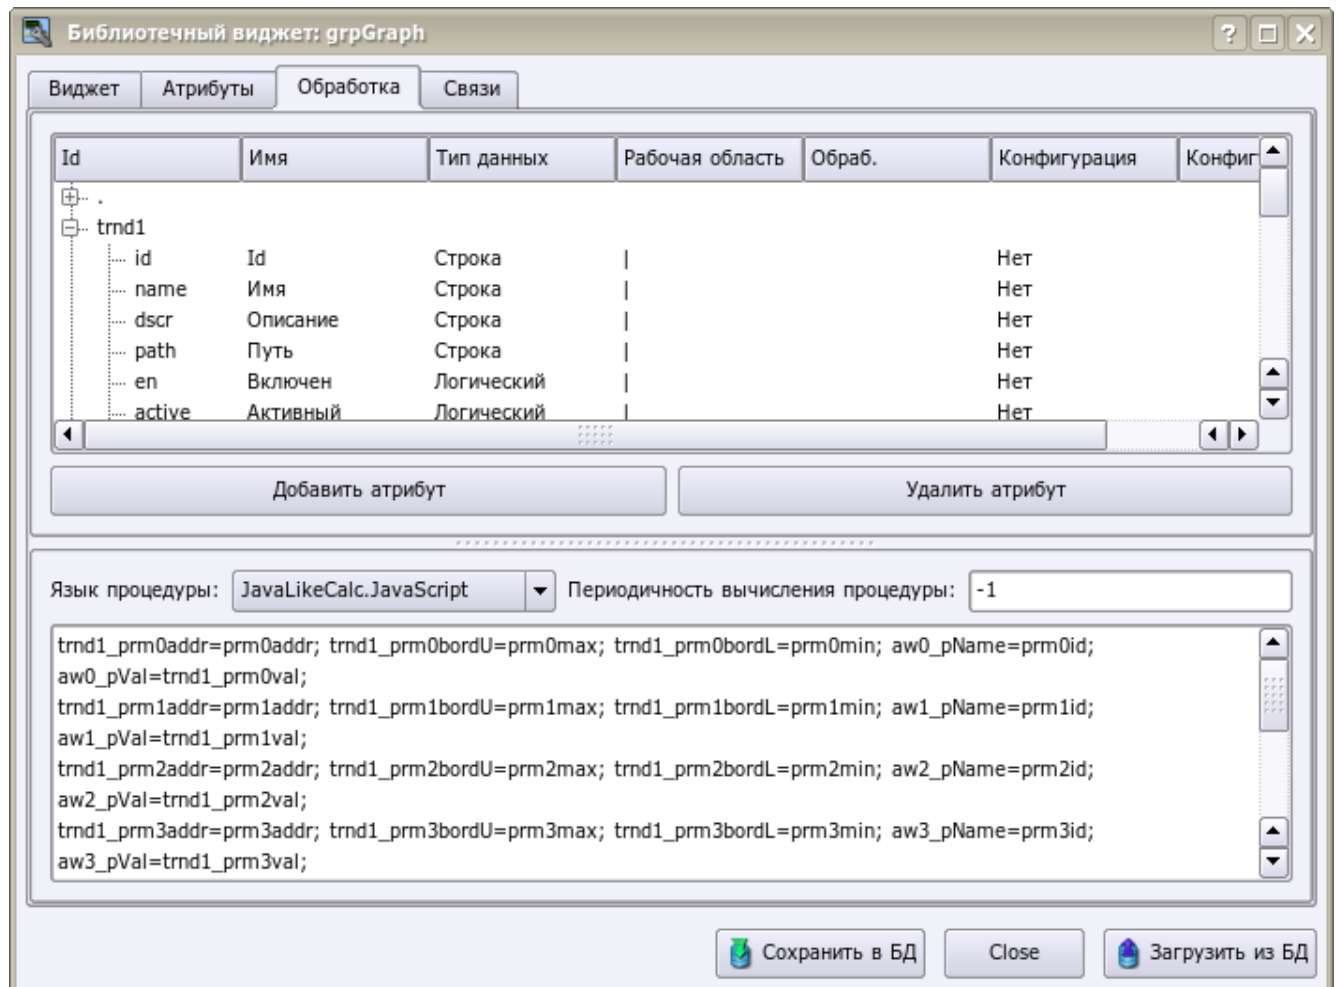 Библиотечный виджет: grpGraph
Виджет Атрибуты Обработка Связи
Id Имя Тип данных Рабочая область Обраб. Конфигурация Конфиг
.
trnd1
id Id Строка | Нет
name Имя Строка | Нет
dscr Описание Строка | Нет
path Путь Строка | Нет
en Включен Логический | Нет
active Активный Логический | Нет
Добавить атрибут Удалить атрибут
Язык процедуры: JavaLikeCalc.JavaScript Периодичность вычисления процедуры: -1
trnd1_prm0addr=prm0addr; trnd1_prm0bordU=prm0max; trnd1_prm0bordL=prm0min; aw0_pName=prm0id;
aw0_pVal=trnd1_prm0val;
trnd1_prm1addr=prm1addr; trnd1_prm1bordU=prm1max; trnd1_prm1bordL=prm1min; aw1_pName=prm1id;
aw1_pVal=trnd1_prm1val;
trnd1_prm2addr=prm2addr; trnd1_prm2bordU=prm2max; trnd1_prm2bordL=prm2min; aw2_pName=prm2id;
aw2_pVal=trnd1_prm2val;
trnd1_prm3addr=prm3addr; trnd1_prm3bordU=prm3max; trnd1_prm3bordL=prm3min; aw3_pName=prm3id;
aw3_pVal=trnd1_prm3val;
Сохранить в БД Close Загрузить из БД